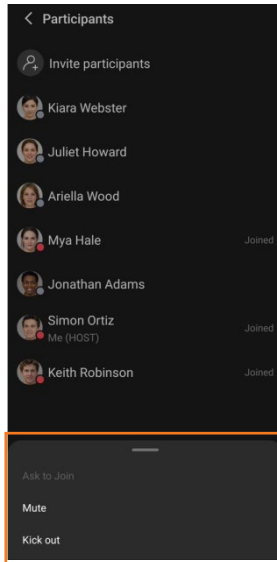 Participants
Invite participants
Kiara Webster
Juliet Howard
Ariella Wood
Mya Hale Joined
Jonathan Adams
Simon Ortiz
Me (HOST) Joined
Keith Robinson Joined
Ask to Join
Mute
Kick out